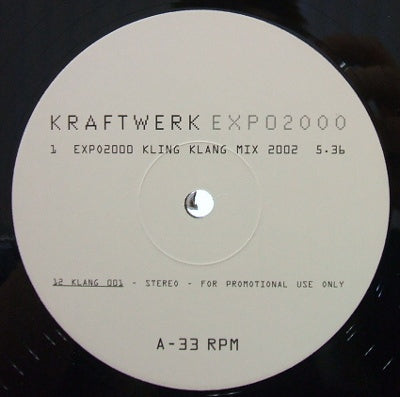 KRAFTWERK EXPO2000
1 EXPO2000 KLING KLANG MIX 2002 5.36
12 KLANG 001 - STEREO - FOR PROMOTIONAL USE ONLY
A-33 RPM